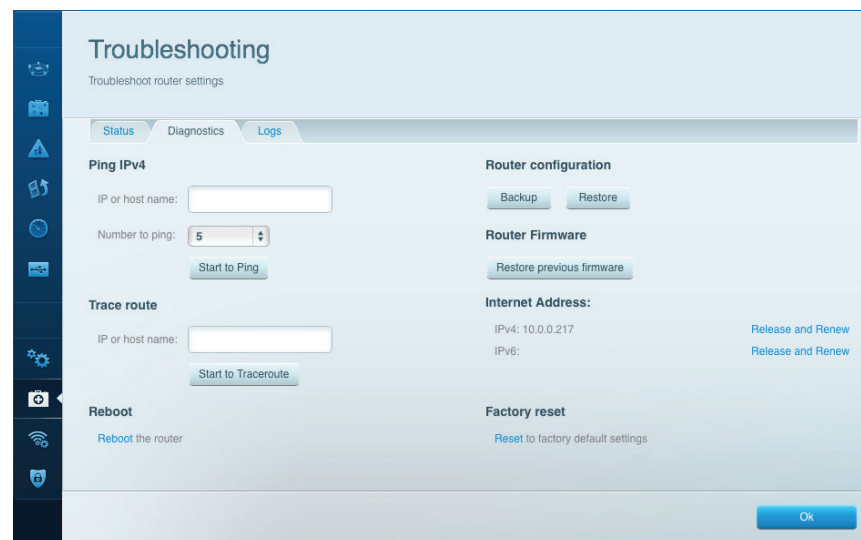 Troubleshooting
Troubleshoot router settings
Status Diagnostics Logs
Ping IPv4
IP or host name:
Number to ping: 5
Start to Ping
Trace route
IP or host name:
Start to Traceroute
Reboot
Reboot the router
Router configuration
Backup Restore
Router Firmware
Restore previous firmware
Internet Address:
IPv4: 10.0.0.217 Release and Renew
IPv6: Release and Renew
Factory reset
Reset to factory default settings
Ok